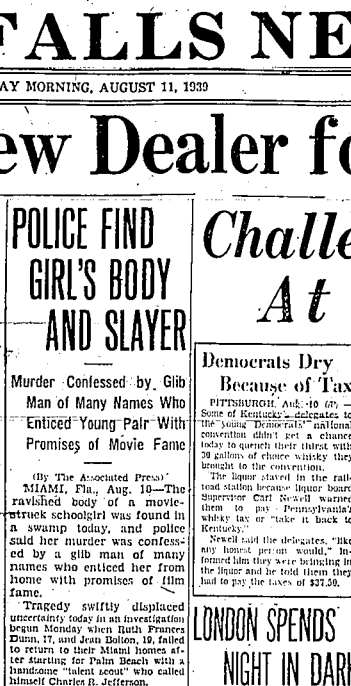 FALLS NE
AY MORNING, AUGUST 11, 1939
ew Dealer fo
POLICE FIND
GIRL'S BODY
AND SLAYER
Murder Confessed by Glib
Man of Many Names Who
Enticed Young Pair With
Promises of Movie Fame
(By The Associated Press)
MIAMI, Fla., Aug. 10—The
ravished body of a movie-
struck schoolgirl was found in
a swamp today, and police
said her murder was confess-
ed by a glib man of many
names who enticed her from
home with promises of film
fame.
Tragedy swiftly displaced
uncertainty today in an investigation
begun Monday when Ruth Frances
Dunn, 17, and Jean Bolton, 19, failed
to return to their Miami homes af-
ter starting for Palm Beach with a
handsome "talent scout" who called
himself Charles R. Jefferson.
Challe
At
Democrats Dry
Because of Tax
PITTSBURGH, Aug. 10 (AP) —
Some of Kentucky's delegates to
the Young Democrats' national
convention didn't get a chance
today to quench their thirst with
30 gallons of choice whisky they
brought to the convention.
The liquor stayed in the rail-
road station because liquor board
Supervisor Carl Newell warned
them to pay Pennsylvania's
whisky tax or "take it back to
Kentucky."
Newell said the delegates, "like
any honest person would," in-
formed him they were bringing in
the liquor and he told them they
had to pay the taxes of $37.50.
LONDON SPENDS
NIGHT IN DARK